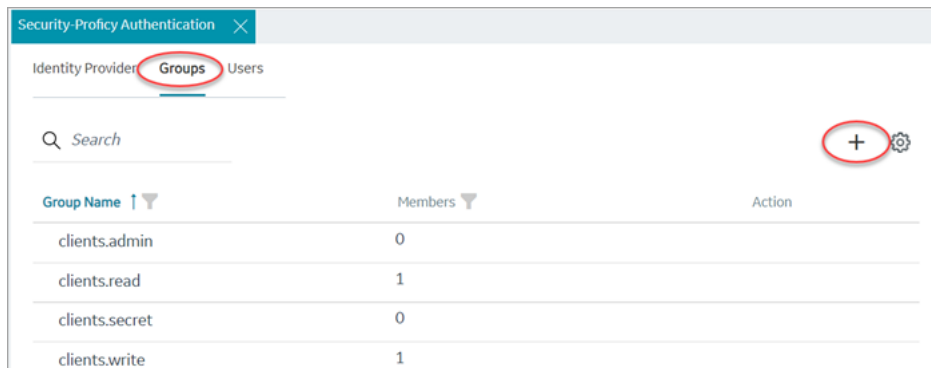 Security-Proficy Authentication
Identity Provider Groups Users
Search
Group Name Members Action
clients.admin 0
clients.read 1
clients.secret 0
clients.write 1